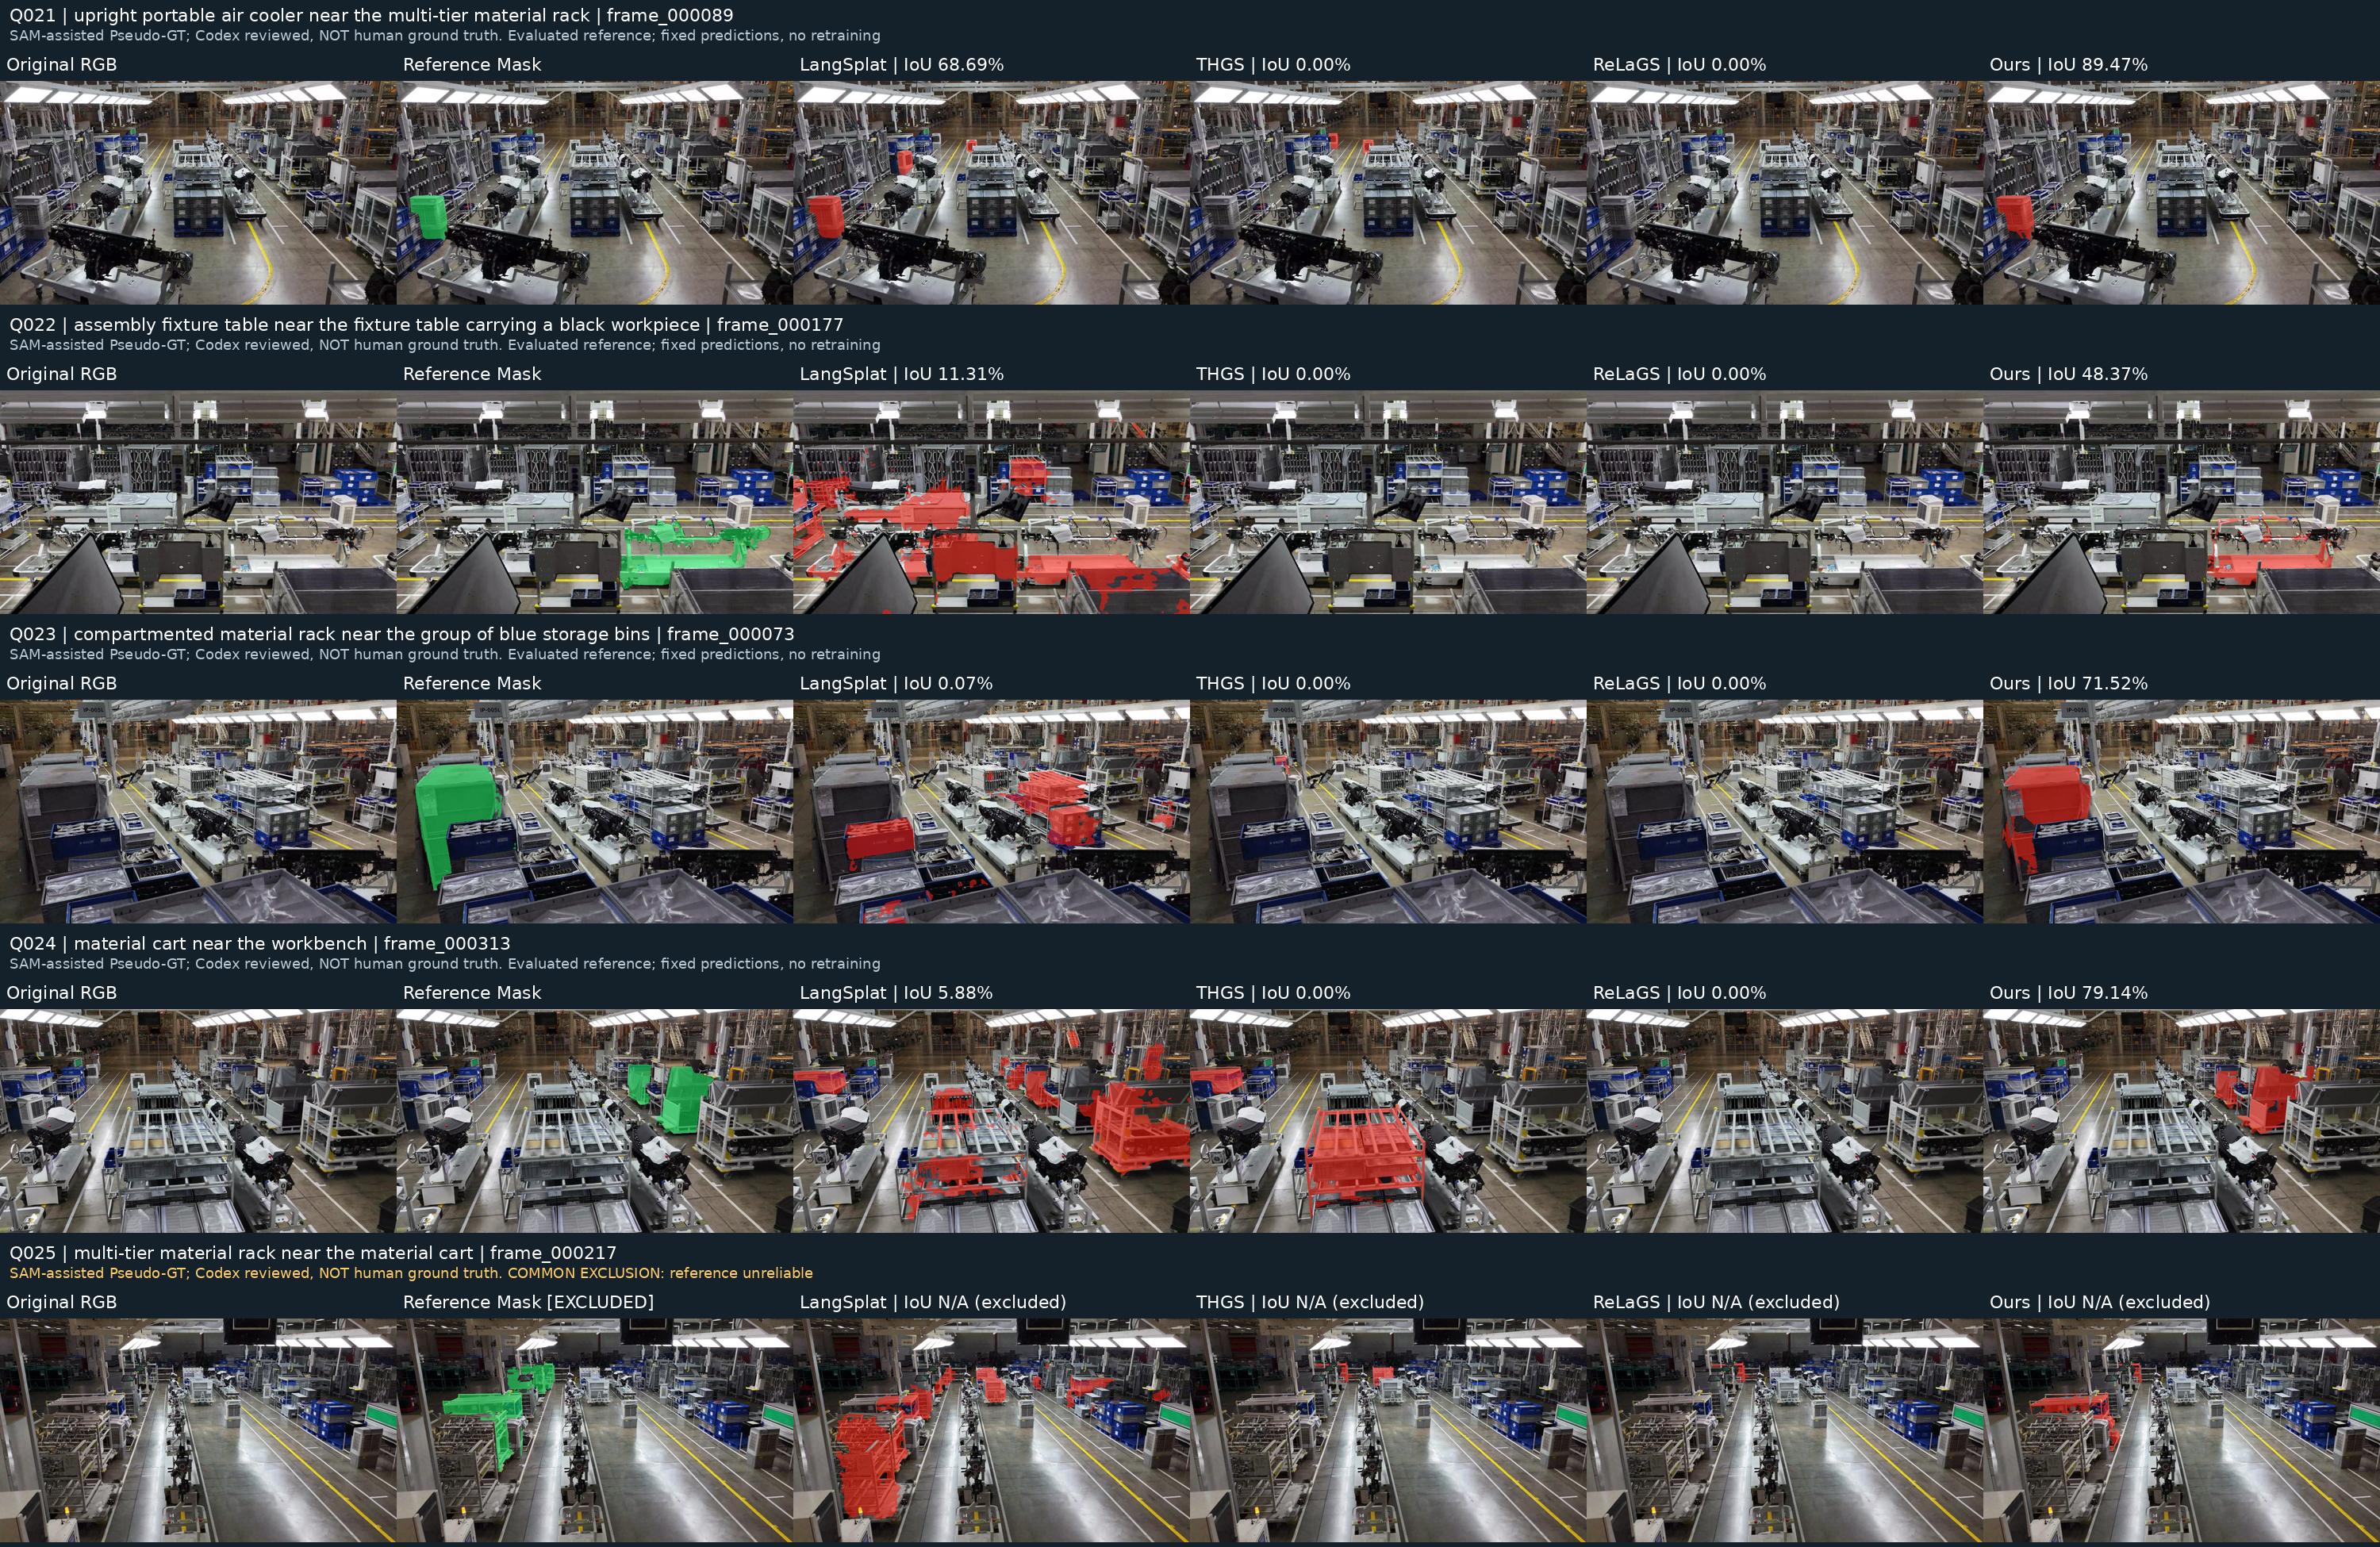 Q021 | upright portable air cooler near the multi-tier material rack | frame_000089
SAM-assisted Pseudo-GT; Codex reviewed, NOT human ground truth. Evaluated reference; fixed predictions, no retraining
Original RGB
Reference Mask
LangSplat | IoU 68.69%
THGS | IoU 0.00%
ReLaGS | IoU 0.00%
Ours | IoU 89.47%
Q022 | assembly fixture table near the fixture table carrying a black workpiece | frame_000177
SAM-assisted Pseudo-GT; Codex reviewed, NOT human ground truth. Evaluated reference; fixed predictions, no retraining
Original RGB
Reference Mask
LangSplat | IoU 11.31%
THGS | IoU 0.00%
ReLaGS | IoU 0.00%
Ours | IoU 48.37%
Q023 | compartmented material rack near the group of blue storage bins | frame_000073
SAM-assisted Pseudo-GT; Codex reviewed, NOT human ground truth. Evaluated reference; fixed predictions, no retraining
Original RGB
Reference Mask
LangSplat | IoU 0.07%
THGS | IoU 0.00%
ReLaGS | IoU 0.00%
Ours | IoU 71.52%
Q024 | material cart near the workbench | frame_000313
SAM-assisted Pseudo-GT; Codex reviewed, NOT human ground truth. Evaluated reference; fixed predictions, no retraining
Original RGB
Reference Mask
LangSplat | IoU 5.88%
THGS | IoU 0.00%
ReLaGS | IoU 0.00%
Ours | IoU 79.14%
Q025 | multi-tier material rack near the material cart | frame_000217
SAM-assisted Pseudo-GT; Codex reviewed, NOT human ground truth. COMMON EXCLUSION: reference unreliable
Original RGB
Reference Mask [EXCLUDED]
LangSplat | IoU N/A (excluded)
THGS | IoU N/A (excluded)
ReLaGS | IoU N/A (excluded)
Ours | IoU N/A (excluded)